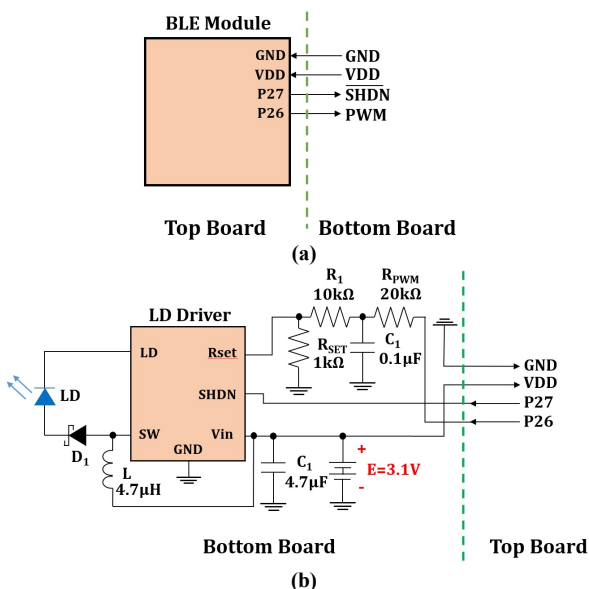 BLE Module
GND GND
VDD VDD
P27 SHDN
P26 PWM
Top Board Bottom Board
(a)
R1 RPWM
10kΩ 20kΩ
LD Driver
LD Rset RSET 1kΩ C1 0.1μF
GND
VDD
SHDN P27
P26
LD
D1 SW Vin
GND
L
4.7μH
C1
4.7μF
+
E=3.1V
-
Bottom Board Top Board
(b)